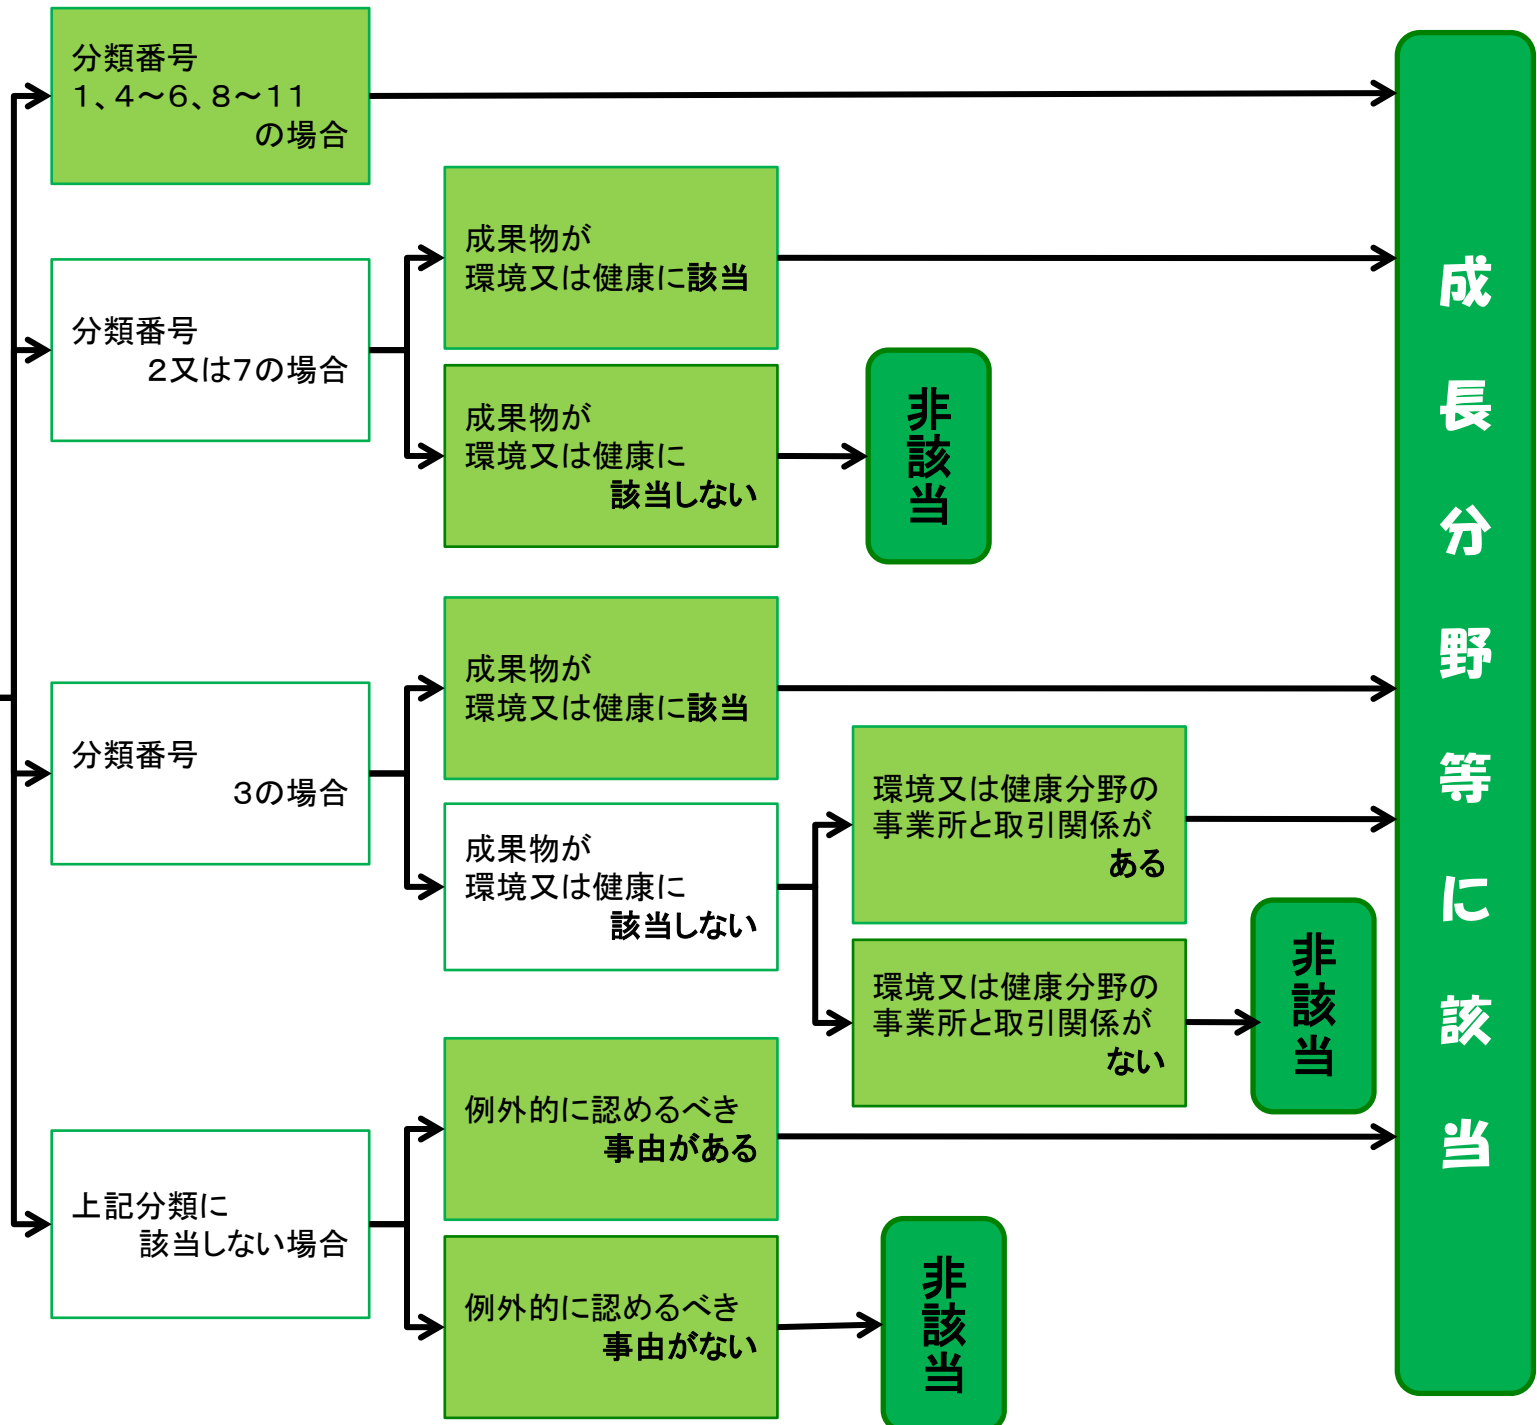 分類番号
１、４～６、８～１１
の場合
成果物が
環境又は健康に該当
分類番号
２又は７の場合
成果物が
環境又は健康に
該当しない
非該当
成果物が
環境又は健康に該当
分類番号
３の場合
成果物が
環境又は健康に
該当しない
環境又は健康分野の
事業所と取引関係が
ある
環境又は健康分野の
事業所と取引関係が
ない
非該当
例外的に認めるべき
事由がある
上記分類に
該当しない場合
例外的に認めるべき
事由がない
非該当
成長分野等に該当